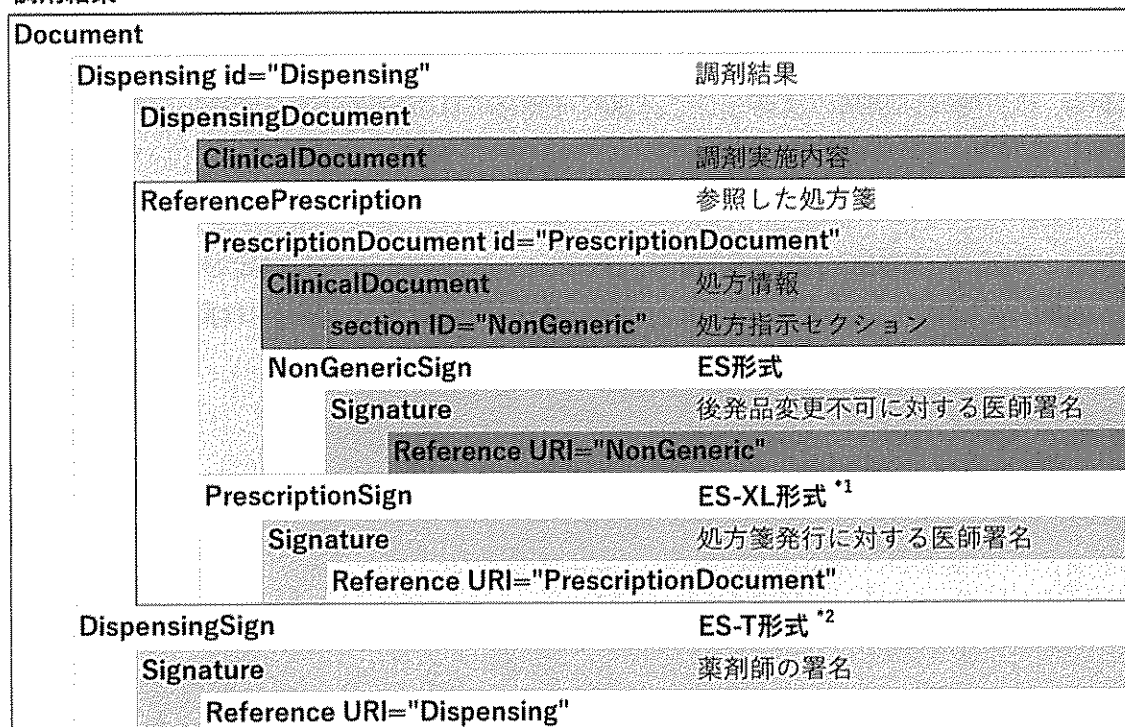 Document
Dispensing id="Dispensing" 調剤結果
DispensingDocument
ClinicalDocument 調剤実施内容
ReferencePrescription 参照した処方箋
PrescriptionDocument id="PrescriptionDocument"
ClinicalDocument 処方情報
section ID="NonGeneric" 処方指示セクション
NonGenericSign ES形式
Signature 後発品変更不可に対する医師署名
Reference URI="NonGeneric"
PrescriptionSign ES-XL形式 *1
Signature 処方箋発行に対する医師署名
Reference URI="PrescriptionDocument"
DispensingSign ES-T形式 *2
Signature 薬剤師の署名
Reference URI="Dispensing"